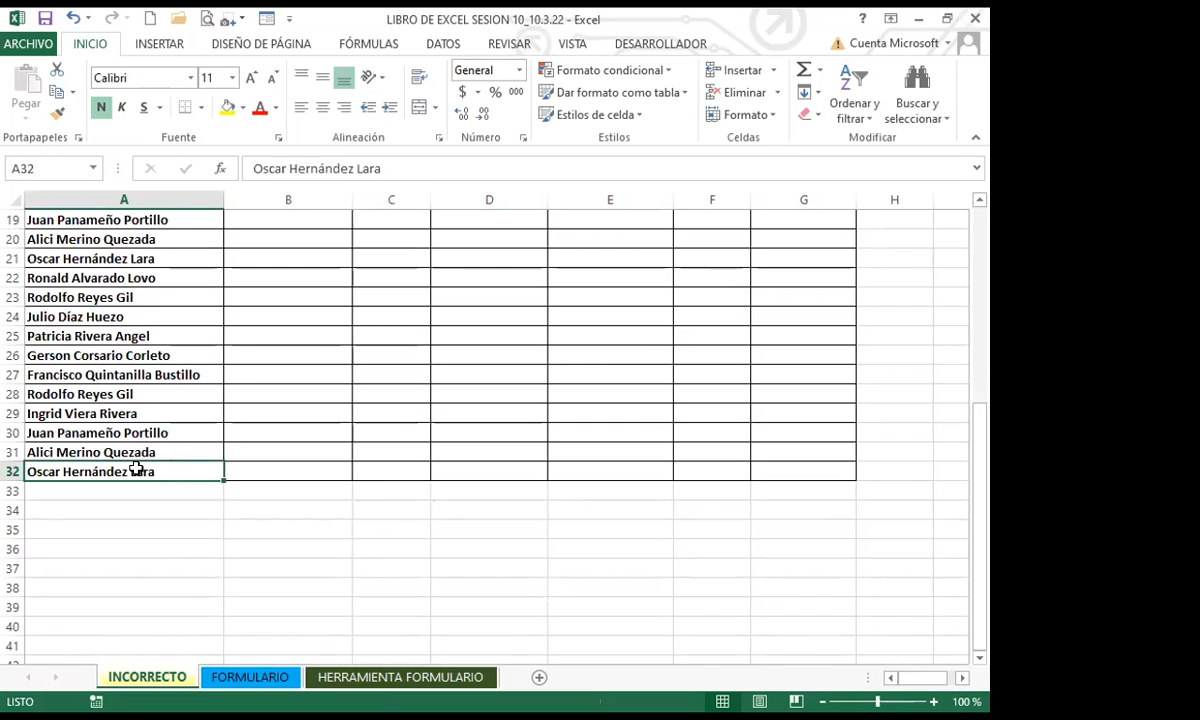 LIBRO DE EXCEL SESION 10_10.3.22 - Excel
ARCHIVO INICIO INSERTAR DISEÑO DE PÁGINA FÓRMULAS DATOS REVISAR VISTA DESARROLLADOR Cuenta Microsoft
Pegar
Calibri 11
N K S
A A
A
General
$ % 000
Formato condicional
Dar formato como tabla
Estilos de celda
Insertar
Eliminar
Formato
Ordenar y filtrar
Buscar y seleccionar
Portapapeles Fuente Alineación Número Estilos Celdas Modificar
A32 fx Oscar Hernández Lara
A B C D E F G H
19 Juan Panameño Portillo
20 Alici Merino Quezada
21 Oscar Hernández Lara
22 Ronald Alvarado Lovo
23 Rodolfo Reyes Gil
24 Julio Díaz Huezo
25 Patricia Rivera Angel
26 Gerson Corsario Corleto
27 Francisco Quintanilla Bustillo
28 Rodolfo Reyes Gil
29 Ingrid Viera Rivera
30 Juan Panameño Portillo
31 Alici Merino Quezada
32 Oscar Hernández Lara
33
34
35
36
37
38
39
40
41
INCORRECTO FORMULARIO HERRAMIENTA FORMULARIO
LISTO 100 %